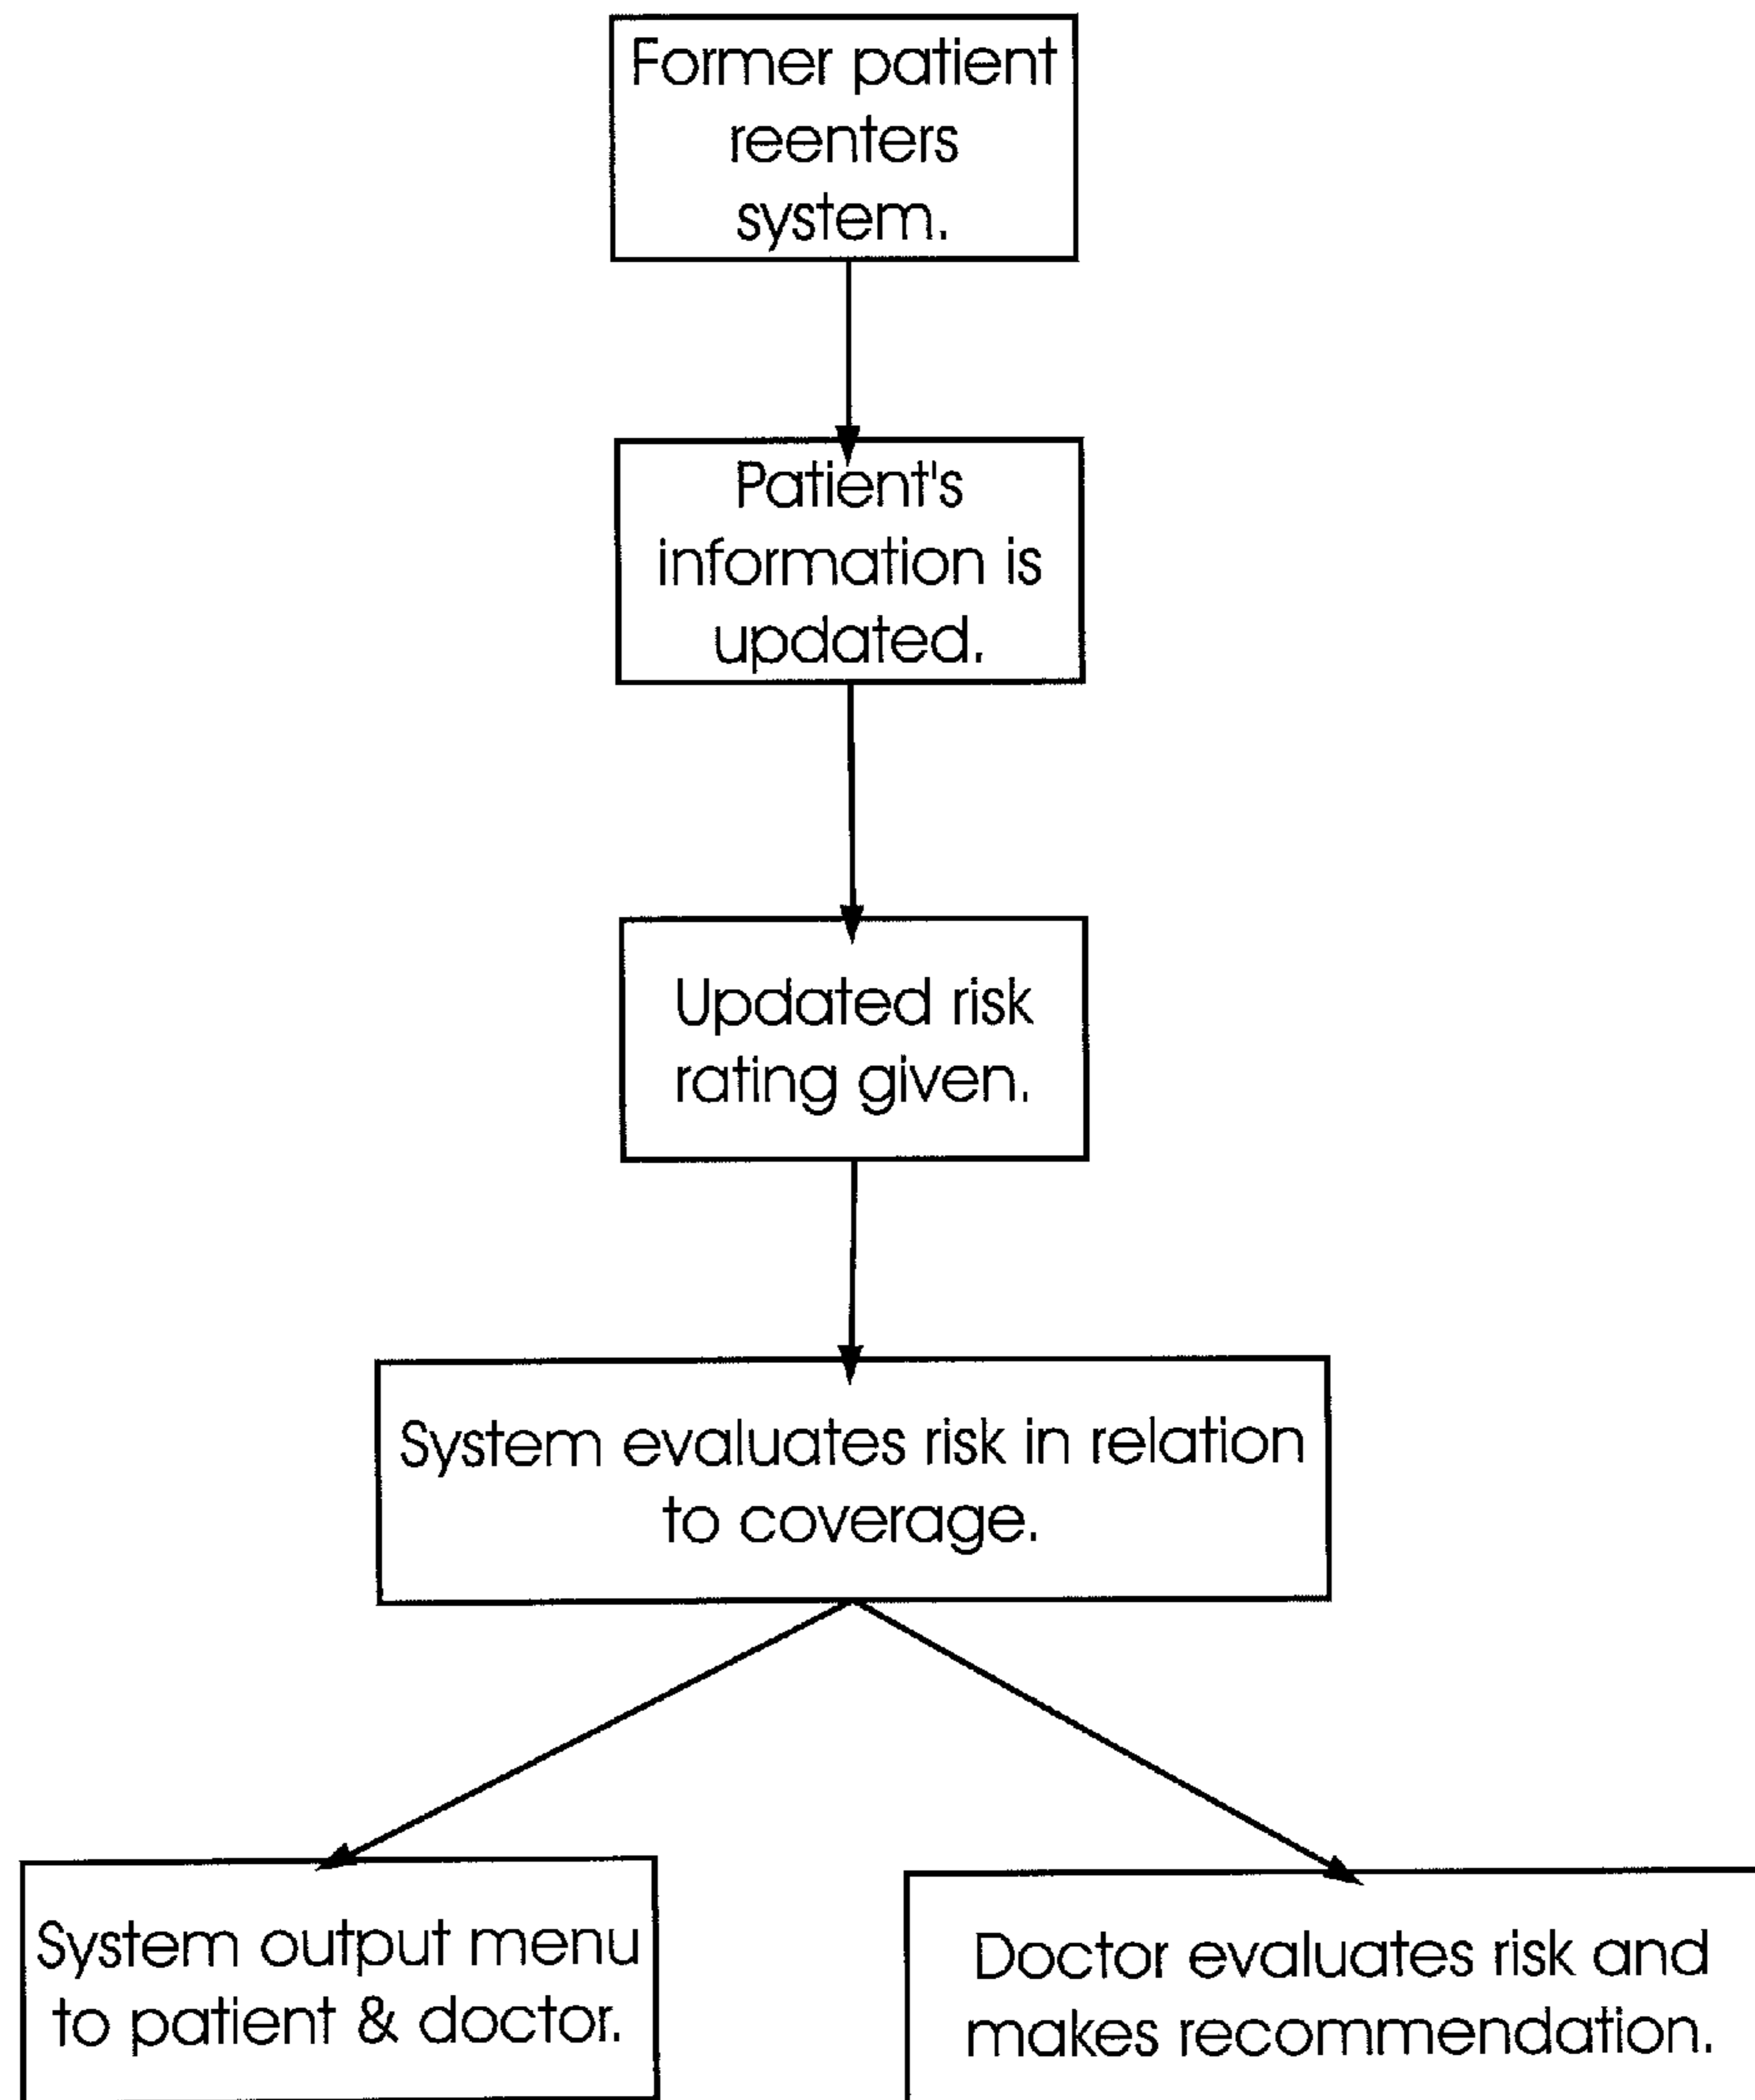 Former patient
reenters
system.
Patient's
information is
updated.
Updated risk
rating given.
System evaluates risk in relation
to coverage.
System output menu
to patient & doctor.
Doctor evaluates risk and
makes recommendation.